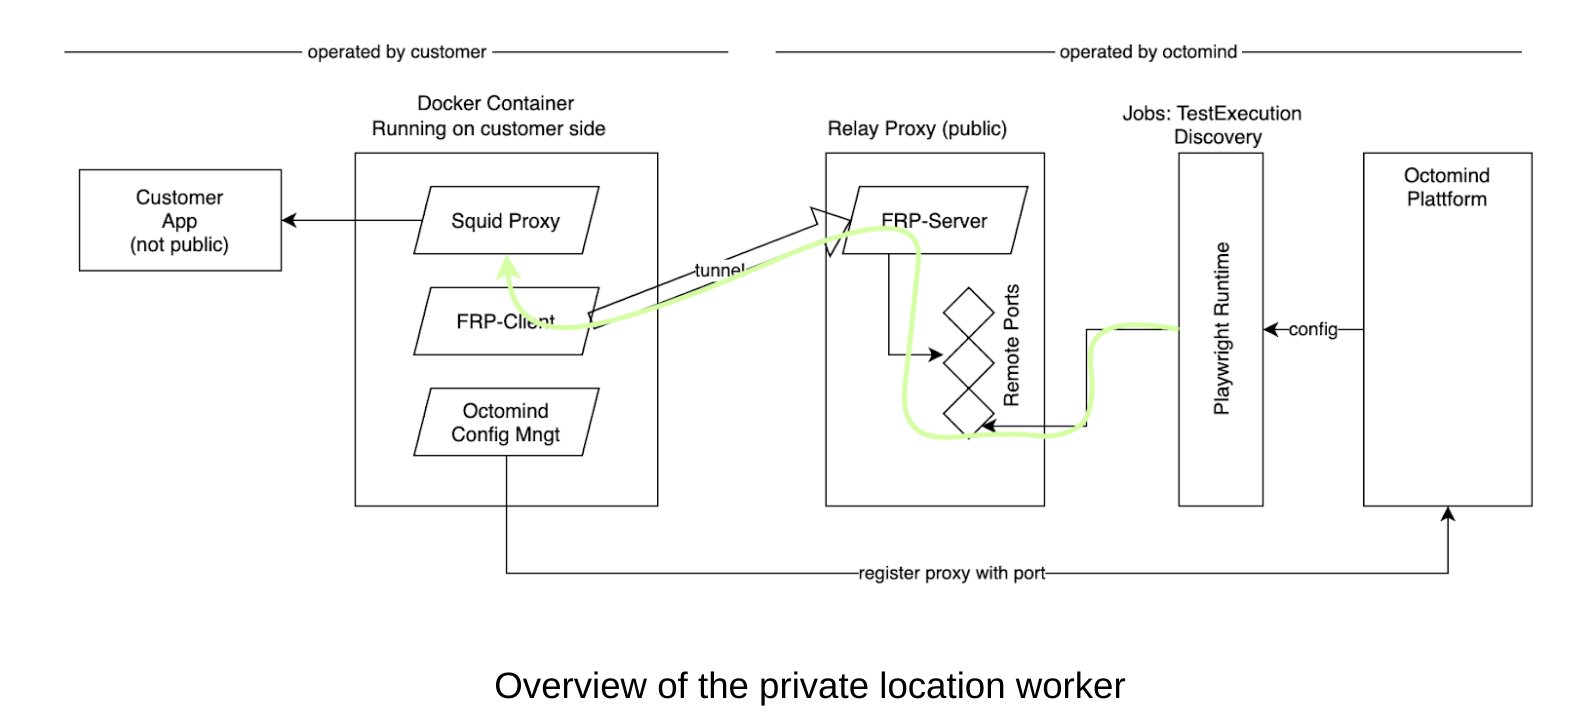 operated by customer
operated by octomind
Docker Container
Running on customer side
Relay Proxy (public)
Jobs: TestExecution
Discovery
Customer
App
(not public)
Squid Proxy
FRP-Client
Octomind
Config Mngt
tunnel
FRP-Server
Remote Ports
Playwright Runtime
config
Octomind
Plattform
register proxy with port
Overview of the private location worker